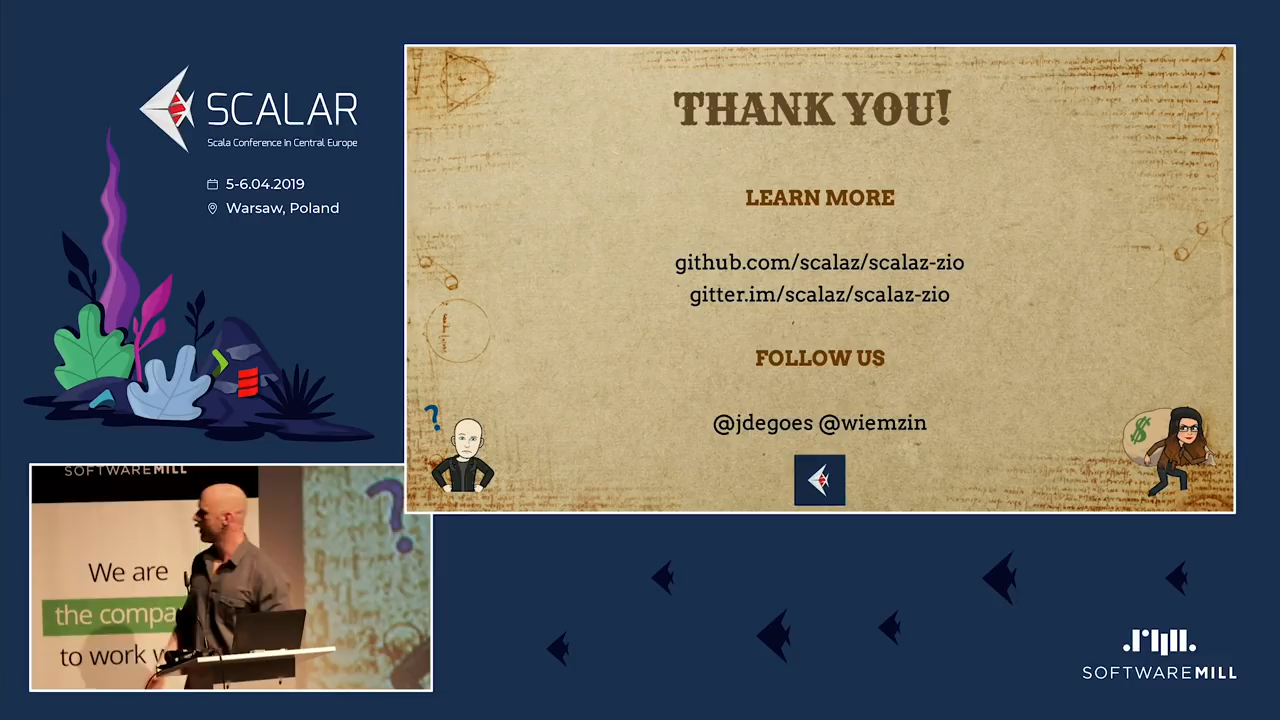 SCALAR
Scala Conference In Central Europe
5-6.04.2019
Warsaw, Poland
THANK YOU!
LEARN MORE
github.com/scalaz/scalaz-zio
gitter.im/scalaz/scalaz-zio
FOLLOW US
@jdegoes @wiemzin
?
$
SOFTWAREMILL
We are
the compa
to work w
?
SOFTWAREMILL